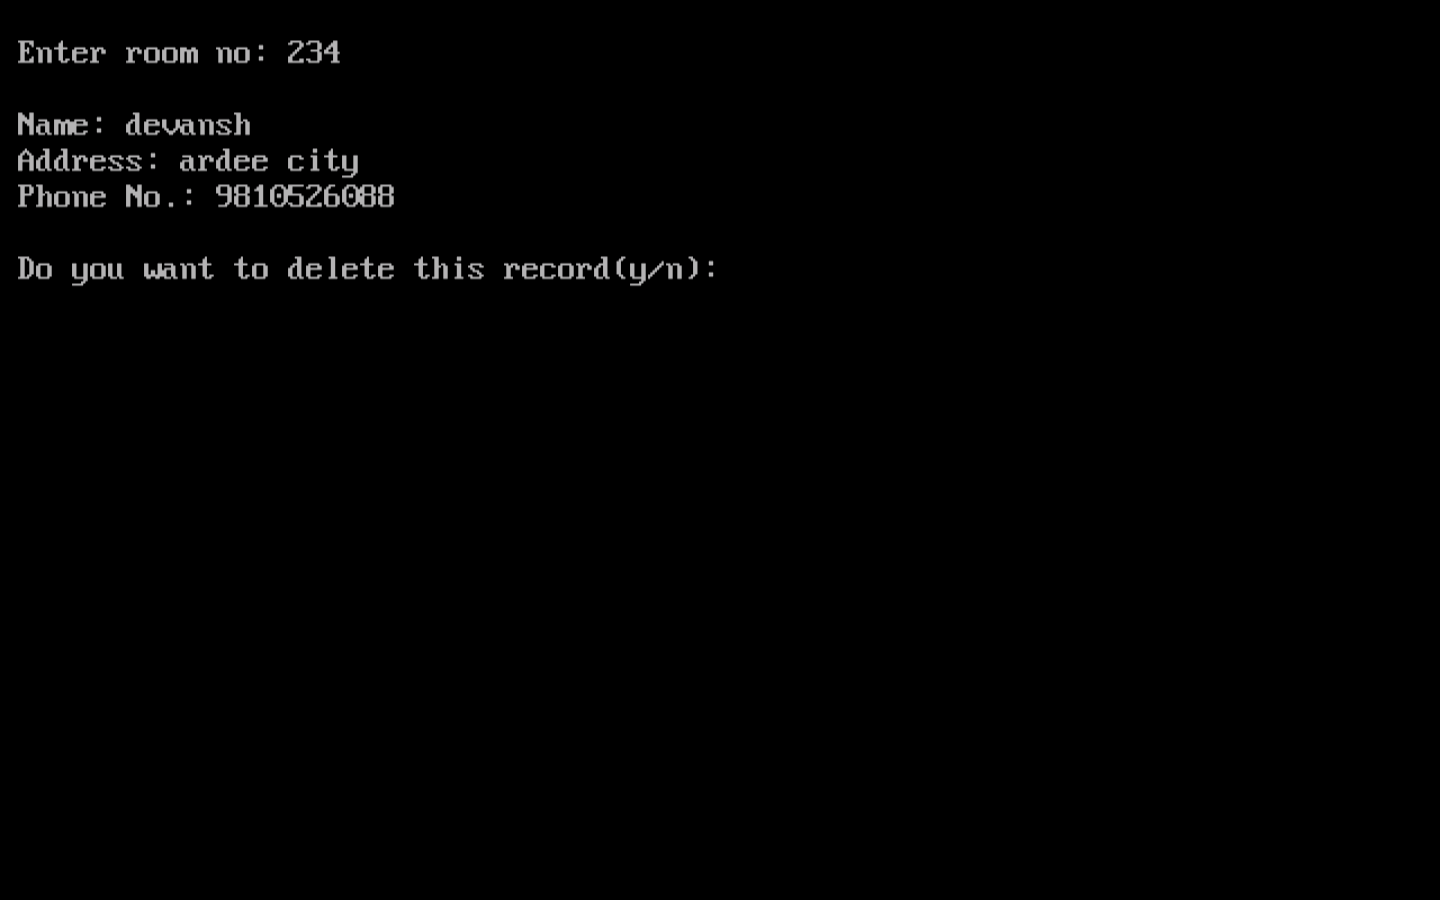 Enter room no: 234
Name: devansh
Address: ardee city
Phone No.: 9810526088
Do you want to delete this record(y/n):